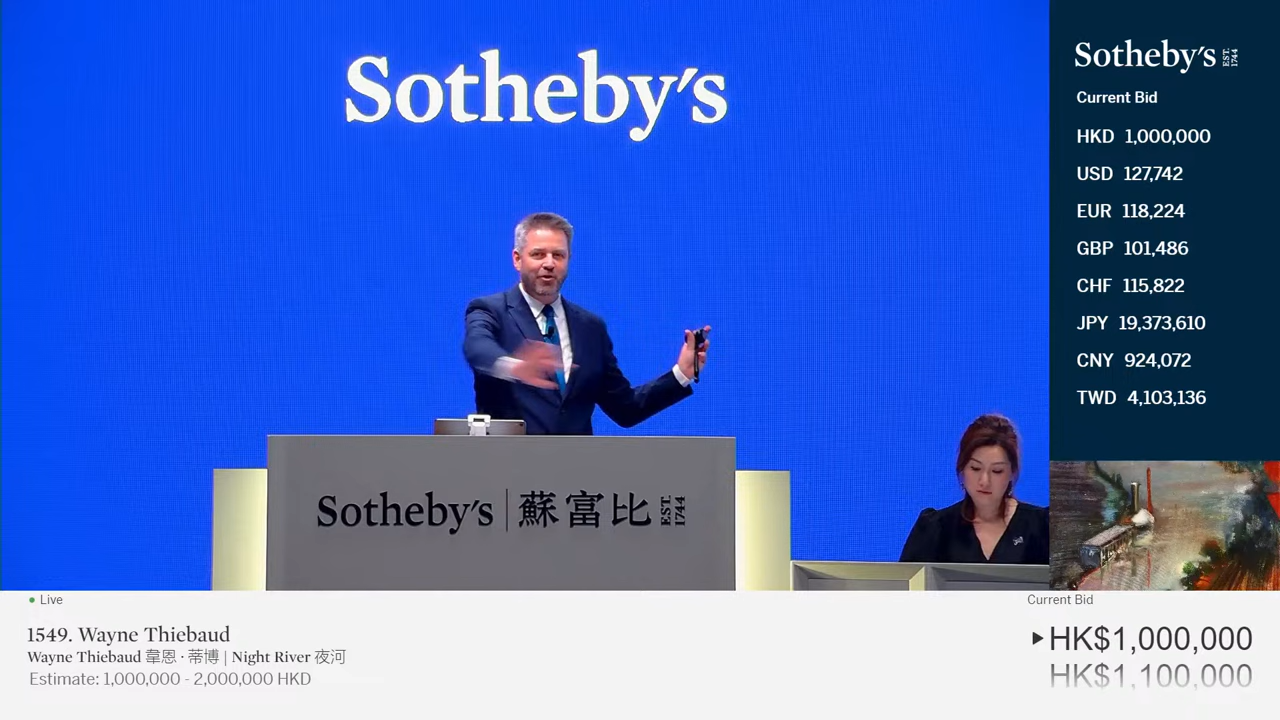 Sotheby's
Sotheby's EST. 1744
Current Bid
HKD 1,000,000
USD 127,742
EUR 118,224
GBP 101,486
CHF 115,822
JPY 19,373,610
CNY 924,072
TWD 4,103,136
Sotheby's | 蘇富比 EST. 1744
Live
1549. Wayne Thiebaud
Wayne Thiebaud 韋恩·蒂博 | Night River 夜河
Estimate: 1,000,000 - 2,000,000 HKD
Current Bid
HK$1,000,000
HK$1,100,000